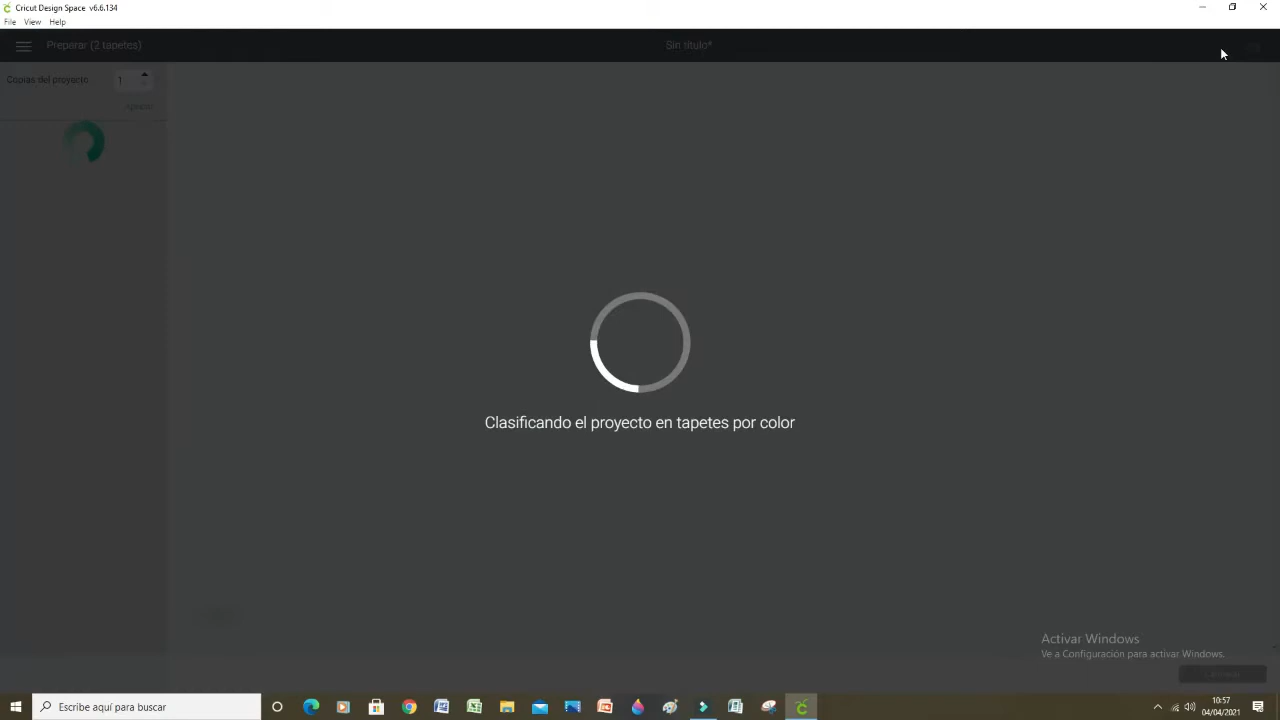 Cricut Design Space v6.6.134
File View Help
Preparar (2 tapetes)
Sin título*
Copias del proyecto
1
Apilcar
Clasificando el proyecto en tapetes por color
Activar Windows
Ve a Configuración para activar Windows.
Escribe aquí para buscar
10:57
04/04/2021